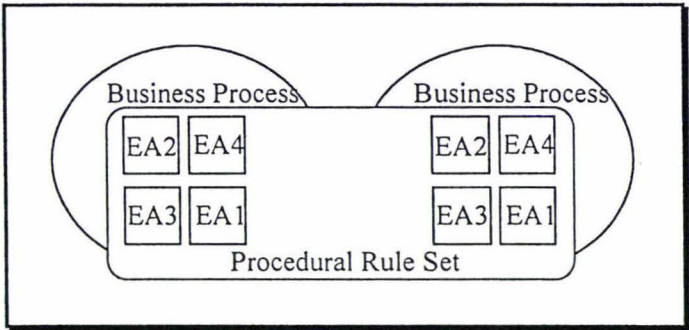 Business Process Business Process
EA2 EA4 EA2 EA4
EA3 EA1 EA3 EA1
Procedural Rule Set